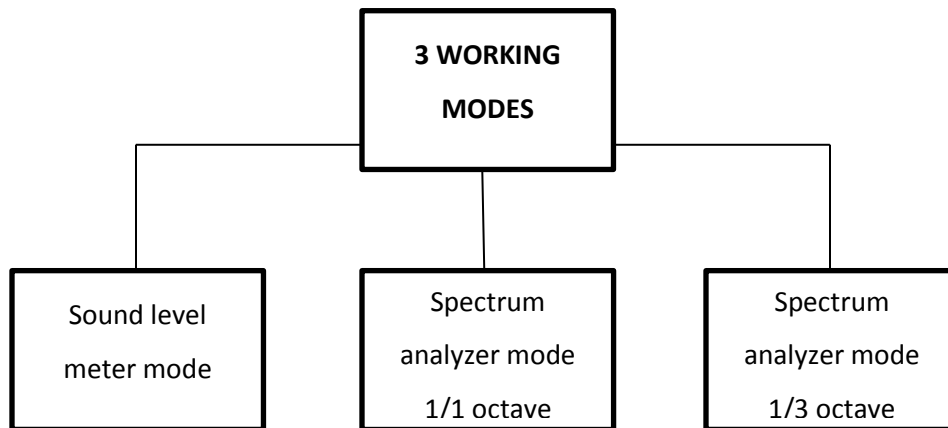 3 WORKING
MODES
Sound level
meter mode
Spectrum
analyzer mode
1/1 octave
Spectrum
analyzer mode
1/3 octave